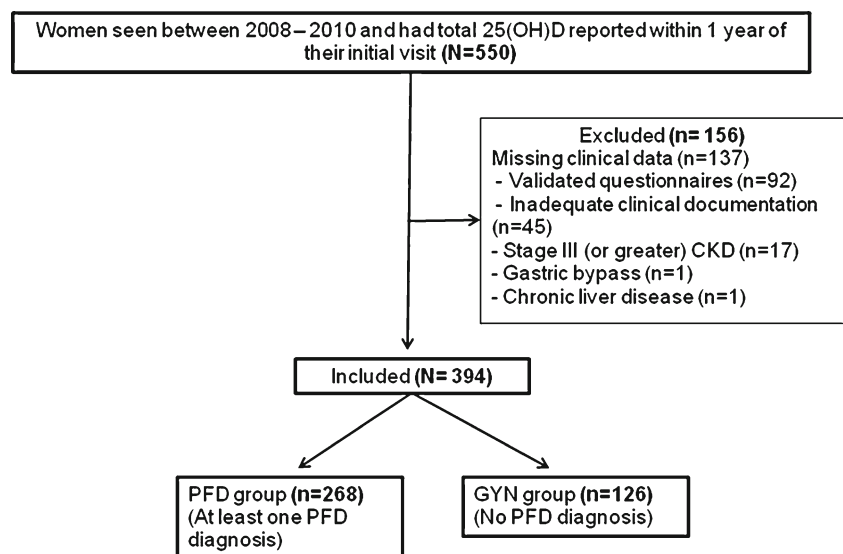 Women seen between 2008 – 2010 and had total 25(OH)D reported within 1 year of
their initial visit (N=550)
Excluded (n= 156)
Missing clinical data (n=137)
- Validated questionnaires (n=92)
- Inadequate clinical documentation
(n=45)
- Stage III (or greater) CKD (n=17)
- Gastric bypass (n=1)
- Chronic liver disease (n=1)
Included (N= 394)
PFD group (n=268)
(At least one PFD
diagnosis)
GYN group (n=126)
(No PFD diagnosis)